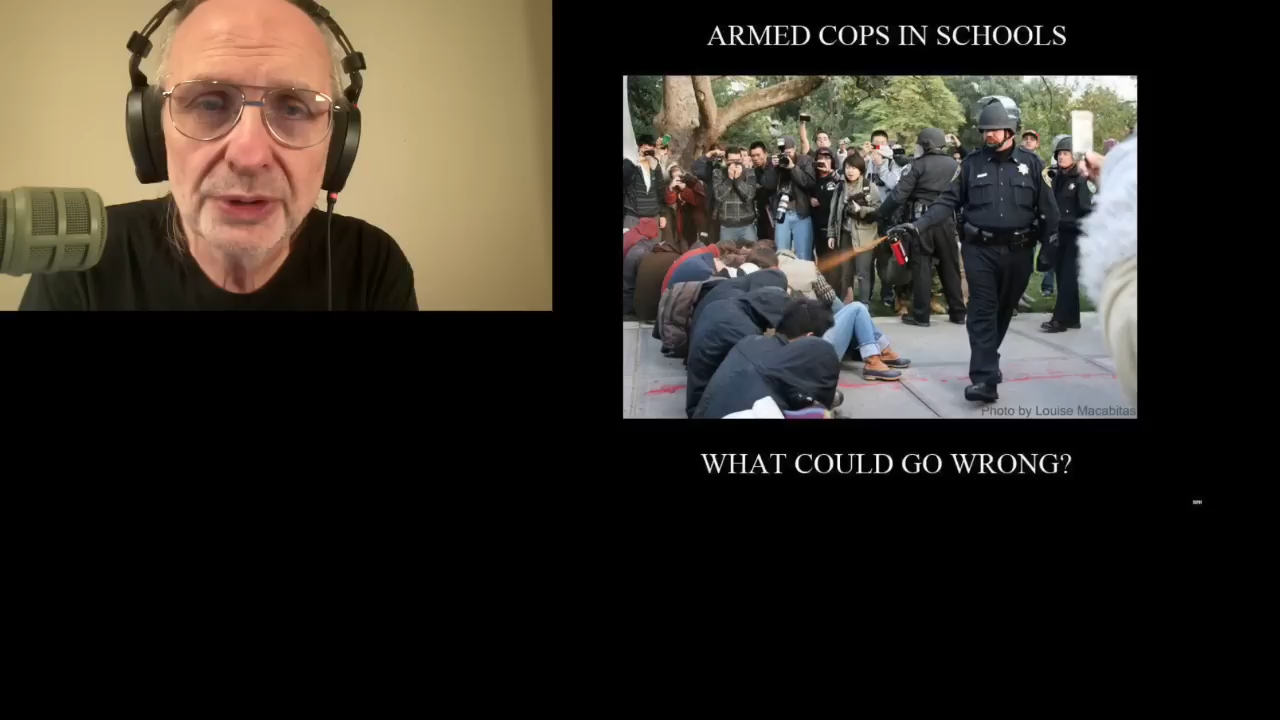 ARMED COPS IN SCHOOLS
Photo by Louise Macabitas
WHAT COULD GO WRONG?